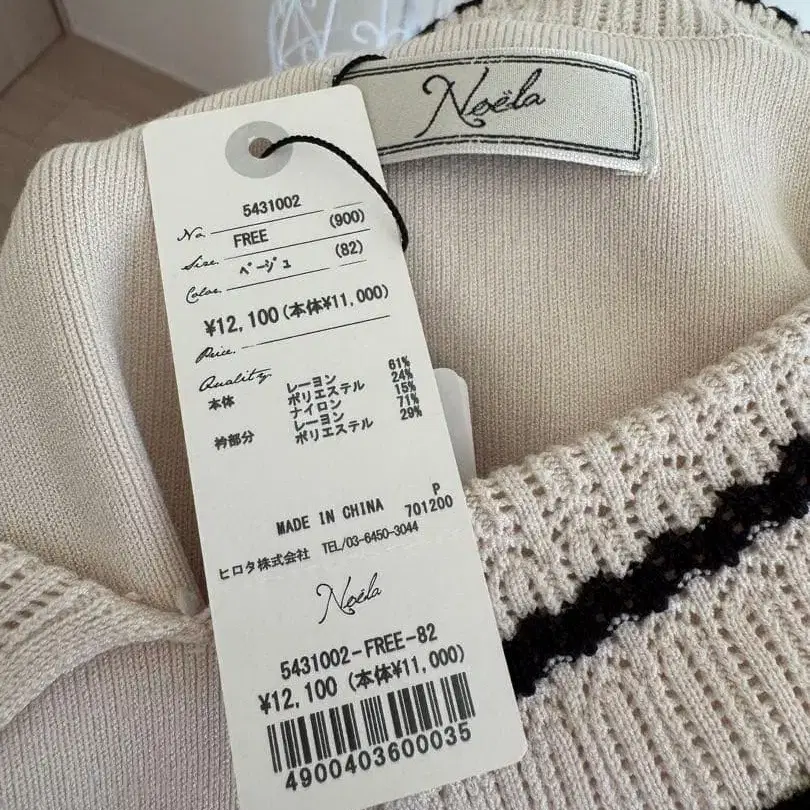 Noëla
No. 5431002
Size. FREE (900)
Color. ベージュ (82)
¥12,100(本体¥11,000)
Price.
Quality
本体 レーヨン 61%
ポリエステル 24%
ナイロン 15%
衿部分 レーヨン 71%
ポリエステル 29%
P
MADE IN CHINA 701200
ヒロタ株式会社 TEL/03-6450-3044
Noëla
5431002-FREE-82
¥12,100 (本体¥11,000)
4900403600035